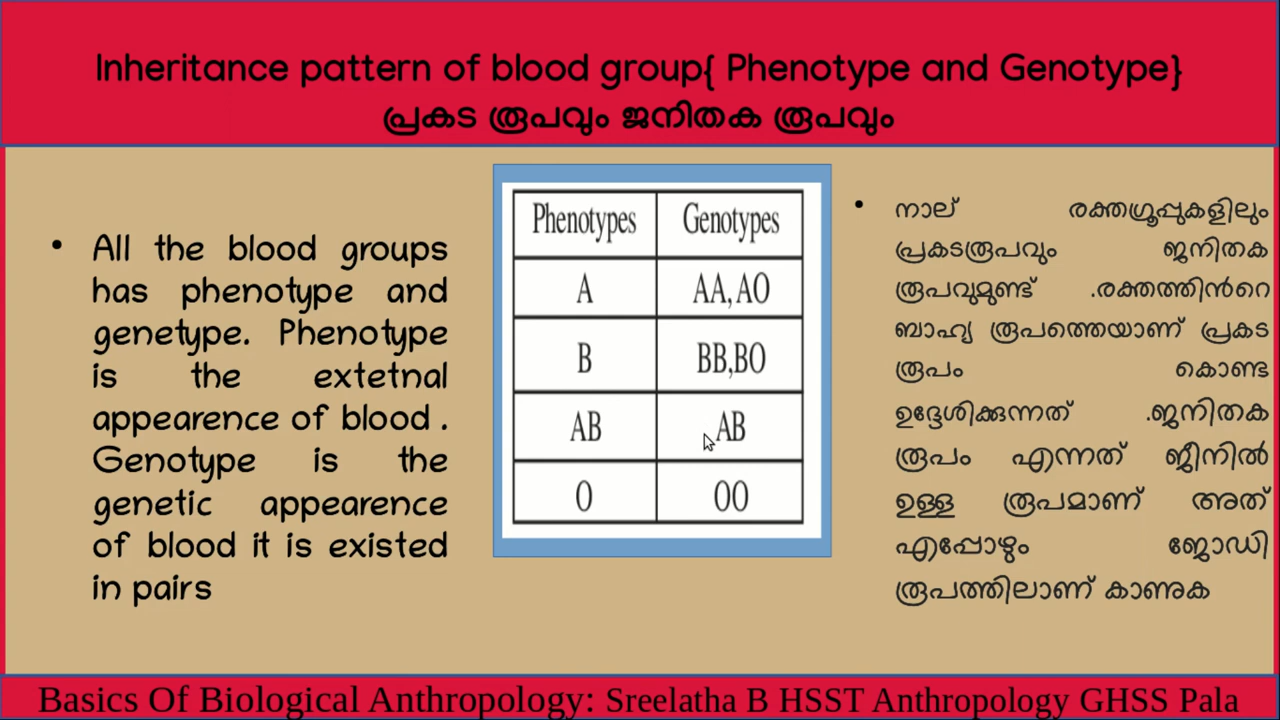 Inheritance pattern of blood group{ Phenotype and Genotype}
പ്രകട രൂപവും ജനിതക രൂപവും
• All the blood groups
has phenotype and
genetype. Phenotype
is the extetnal
appearence of blood .
Genotype is the
genetic appearence
of blood it is existed
in pairs
Phenotypes Genotypes
A AA, AO
B BB,BO
AB AB
O OO
• നാല് രക്തഗ്രൂപ്പുകളിലും
പ്രകടരൂപവും ജനിതക
രൂപവുമുണ്ട് .രക്തത്തിൻറെ
ബാഹ്യ രൂപത്തെയാണ് പ്രകട
രൂപം കൊണ്ട
ഉദ്ദേശിക്കുന്നത് .ജനിതക
രൂപം എന്നത് ജീനിൽ
ഉള്ള രൂപമാണ് അത്
എപ്പോഴും ജോഡി
രൂപത്തിലാണ് കാണുക
Basics Of Biological Anthropology: Sreelatha B HSST Anthropology GHSS Pala